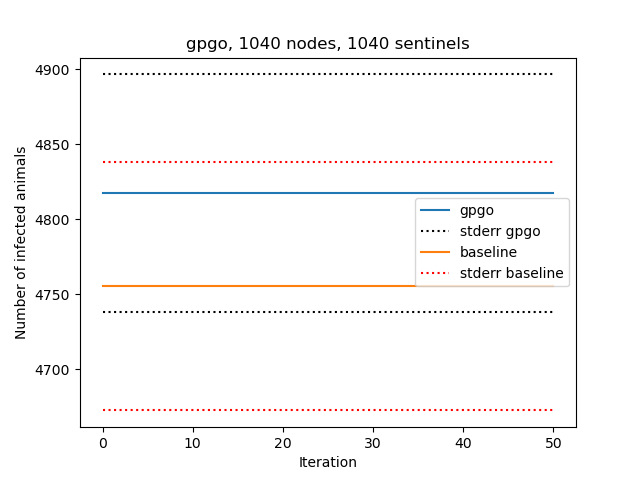 gpgo, 1040 nodes, 1040 sentinels
Number of infected animals
4900
4850
4800
4750
4700
gpgo
stderr gpgo
baseline
stderr baseline
0 10 20 30 40 50
Iteration